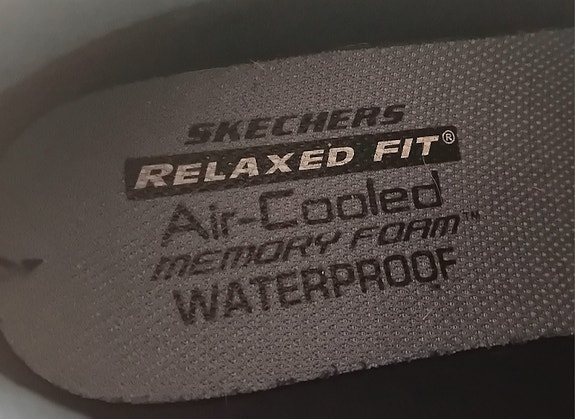 SKECHERS
RELAXED FIT®
Air-Cooled
MEMORY FOAM™
WATERPROOF